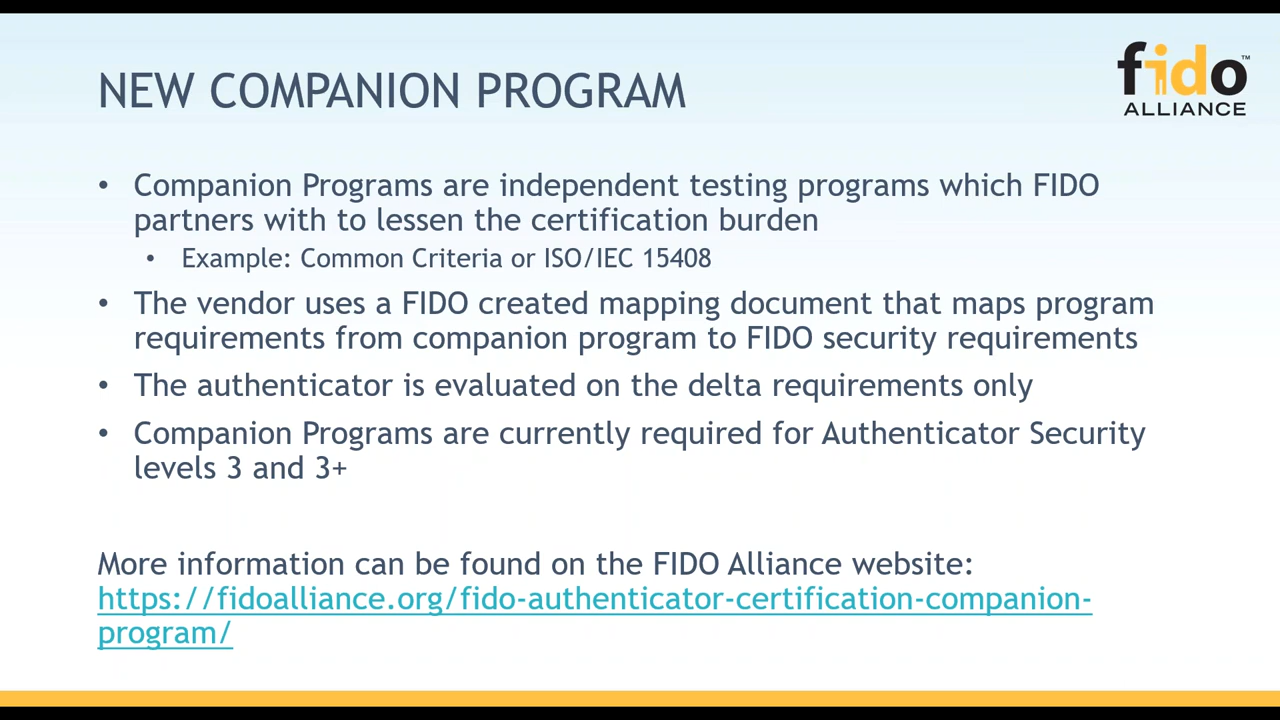 NEW COMPANION PROGRAM
fido™
ALLIANCE
• Companion Programs are independent testing programs which FIDO
partners with to lessen the certification burden
• Example: Common Criteria or ISO/IEC 15408
• The vendor uses a FIDO created mapping document that maps program
requirements from companion program to FIDO security requirements
• The authenticator is evaluated on the delta requirements only
• Companion Programs are currently required for Authenticator Security
levels 3 and 3+
More information can be found on the FIDO Alliance website:
https://fidoalliance.org/fido-authenticator-certification-companion-
program/